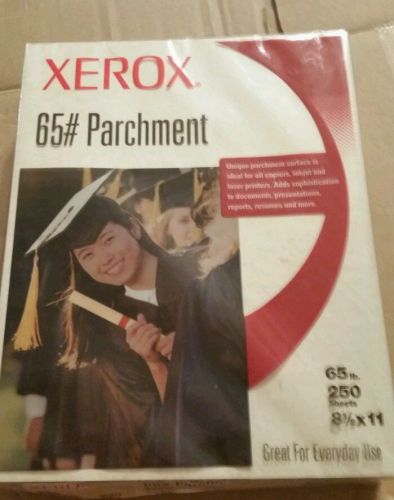 XEROX®
65# Parchment
Unique parchment surface is
ideal for all copiers, inkjet and
laser printers. Adds sophistication
to documents, presentations,
reports, resumes and more.
65 lb.
250
Sheets
8½x11
Great For Everyday Use